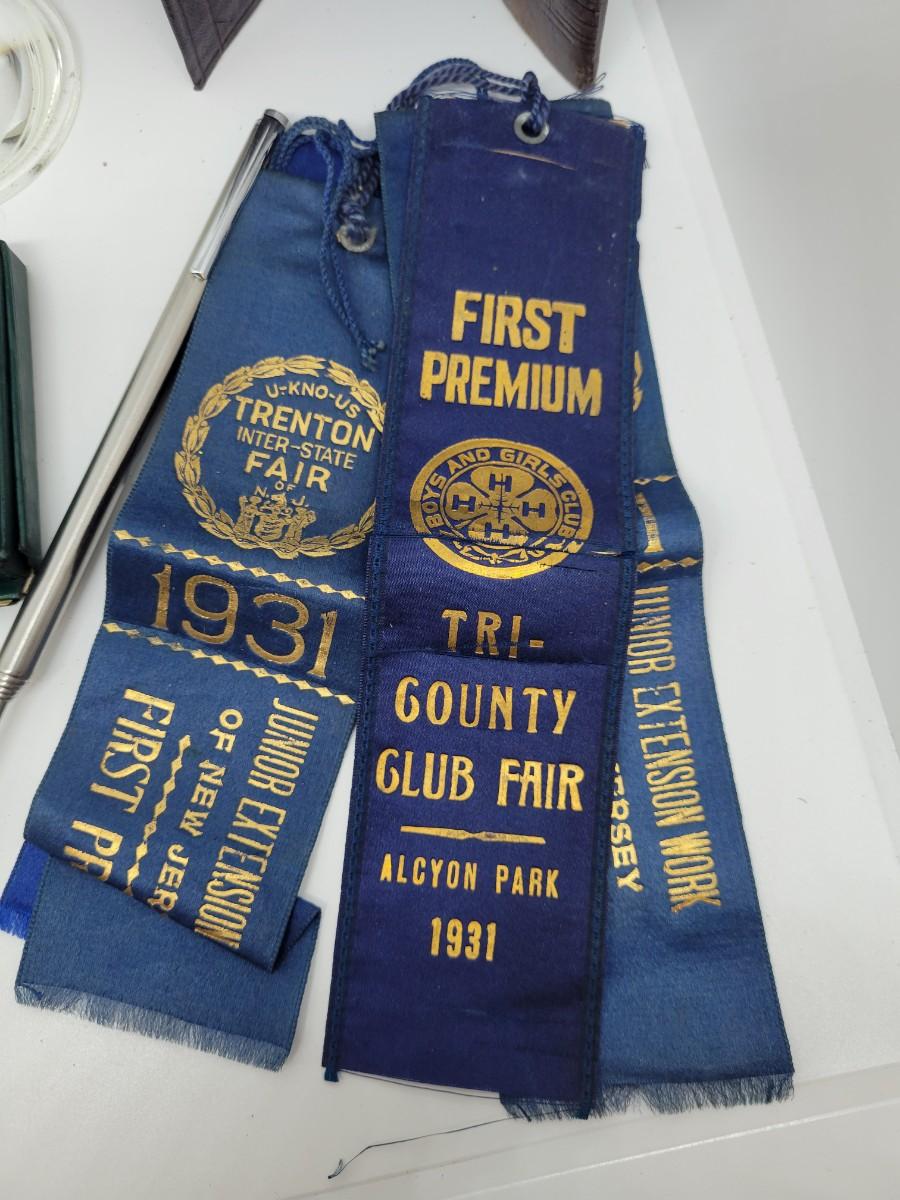 U-KNO-US
TRENTON
INTER-STATE
FAIR
OF
N.J.
1931
JUNIOR EXTENSION
OF NEW JER
FIRST PR
FIRST
PREMIUM
BOYS AND GIRLS CLUB
H H
H H
TRI-
COUNTY
CLUB FAIR
ALCYON PARK
1931
JUNIOR EXTENSION WORK
ERSEY